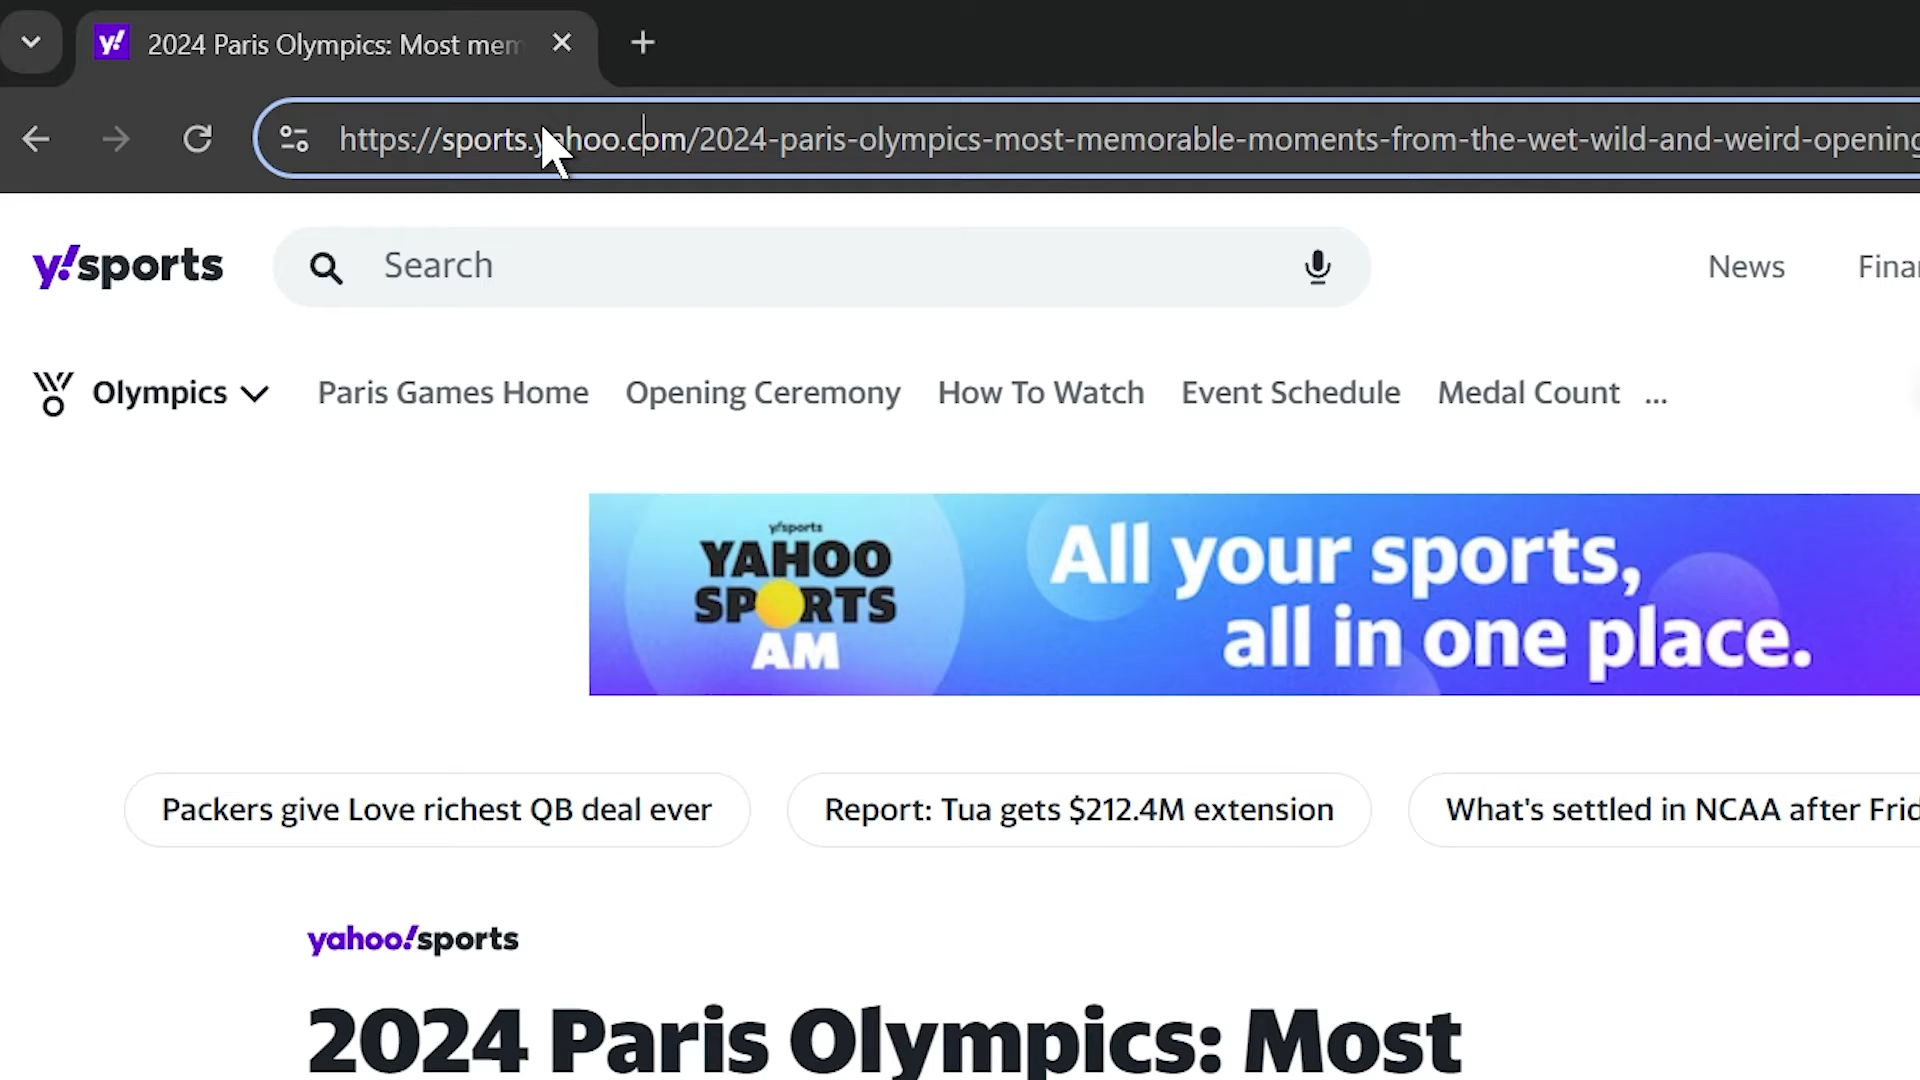 y! 2024 Paris Olympics: Most mem
https://sports.yahoo.com/2024-paris-olympics-most-memorable-moments-from-the-wet-wild-and-weird-opening
y!sports Search News Finan
Olympics Paris Games Home Opening Ceremony How To Watch Event Schedule Medal Count ...
y!sports
YAHOO
SPORTS
AM
All your sports,
all in one place.
Packers give Love richest QB deal ever Report: Tua gets $212.4M extension What's settled in NCAA after Frid
yahoo!sports
2024 Paris Olympics: Most